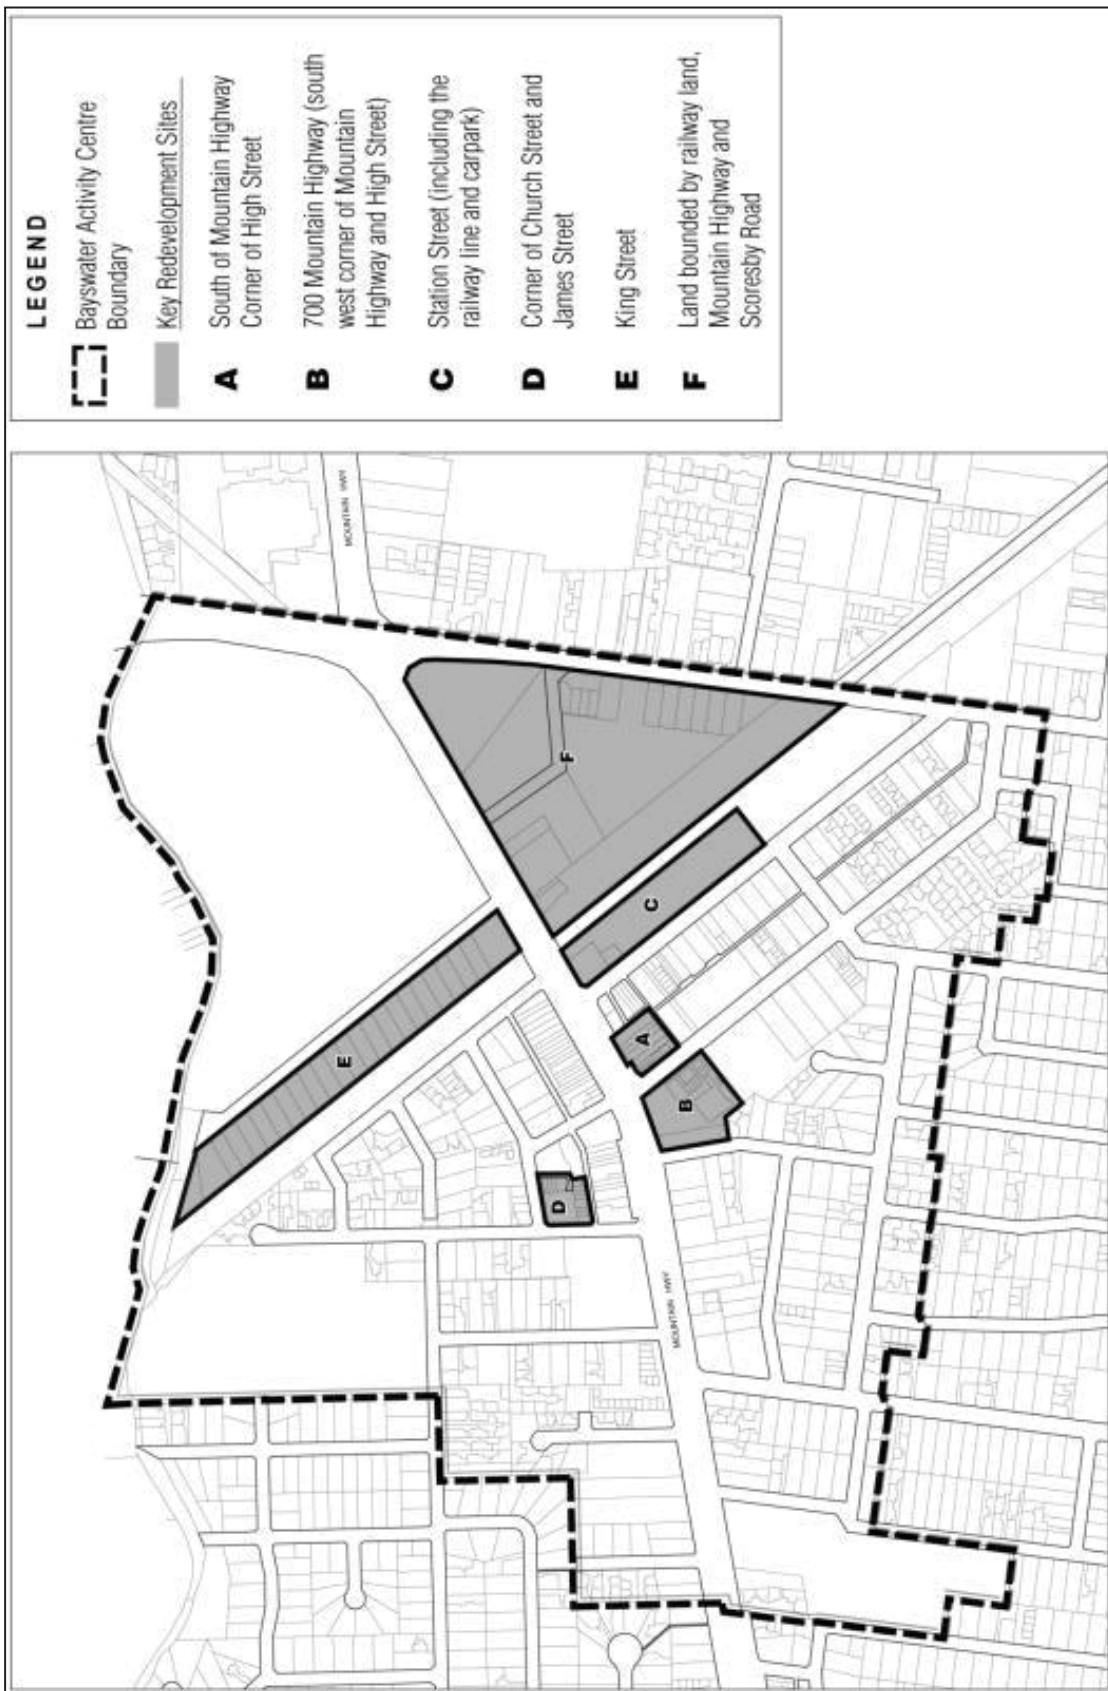 LEGEND
Bayswater Activity Centre
Boundary
Key Redevelopment Sites
A
South of Mountain Highway
Corner of High Street
B
700 Mountain Highway (south
west corner of Mountain
Highway and High Street)
C
Station Street (including the
railway line and carpark)
D
Corner of Church Street and
James Street
E
King Street
F
Land bounded by railway land,
Mountain Highway and
Scoresby Road
MOUNTAIN HWY
F
C
E
A
B
D
MOUNTAIN HWY